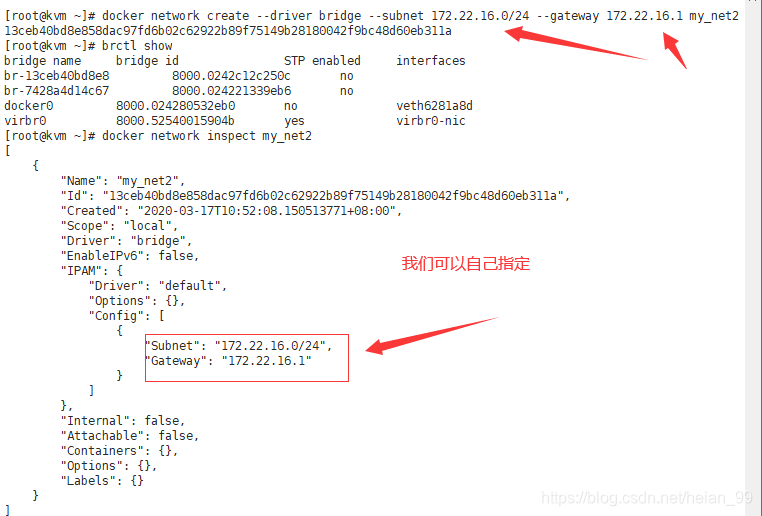 [root@kvm ~]# docker network create --driver bridge --subnet 172.22.16.0/24 --gateway 172.22.16.1 my_net2
13ceb40bd8e858dac97fd6b02c62922b89f75149b28180042f9bc48d60eb311a
[root@kvm ~]# brctl show
bridge name     bridge id               STP enabled     interfaces
br-13ceb40bd8e8         8000.0242c12c250c       no
br-7428a4d14c67         8000.024221339eb6       no
docker0         8000.024280532eb0       no              veth6281a8d
virbr0          8000.52540015904b       yes             virbr0-nic
[root@kvm ~]# docker network inspect my_net2
[
    {
        "Name": "my_net2",
        "Id": "13ceb40bd8e858dac97fd6b02c62922b89f75149b28180042f9bc48d60eb311a",
        "Created": "2020-03-17T10:52:08.150513771+08:00",
        "Scope": "local",
        "Driver": "bridge",
        "EnableIPv6": false,
        "IPAM": {
            "Driver": "default",
            "Options": {},
            "Config": [
                {
                    "Subnet": "172.22.16.0/24",
                    "Gateway": "172.22.16.1"
                }
            ]
        },
        "Internal": false,
        "Attachable": false,
        "Containers": {},
        "Options": {},
        "Labels": {}
    }
]
我们可以自己指定
https://blog.csdn.net/heian_99